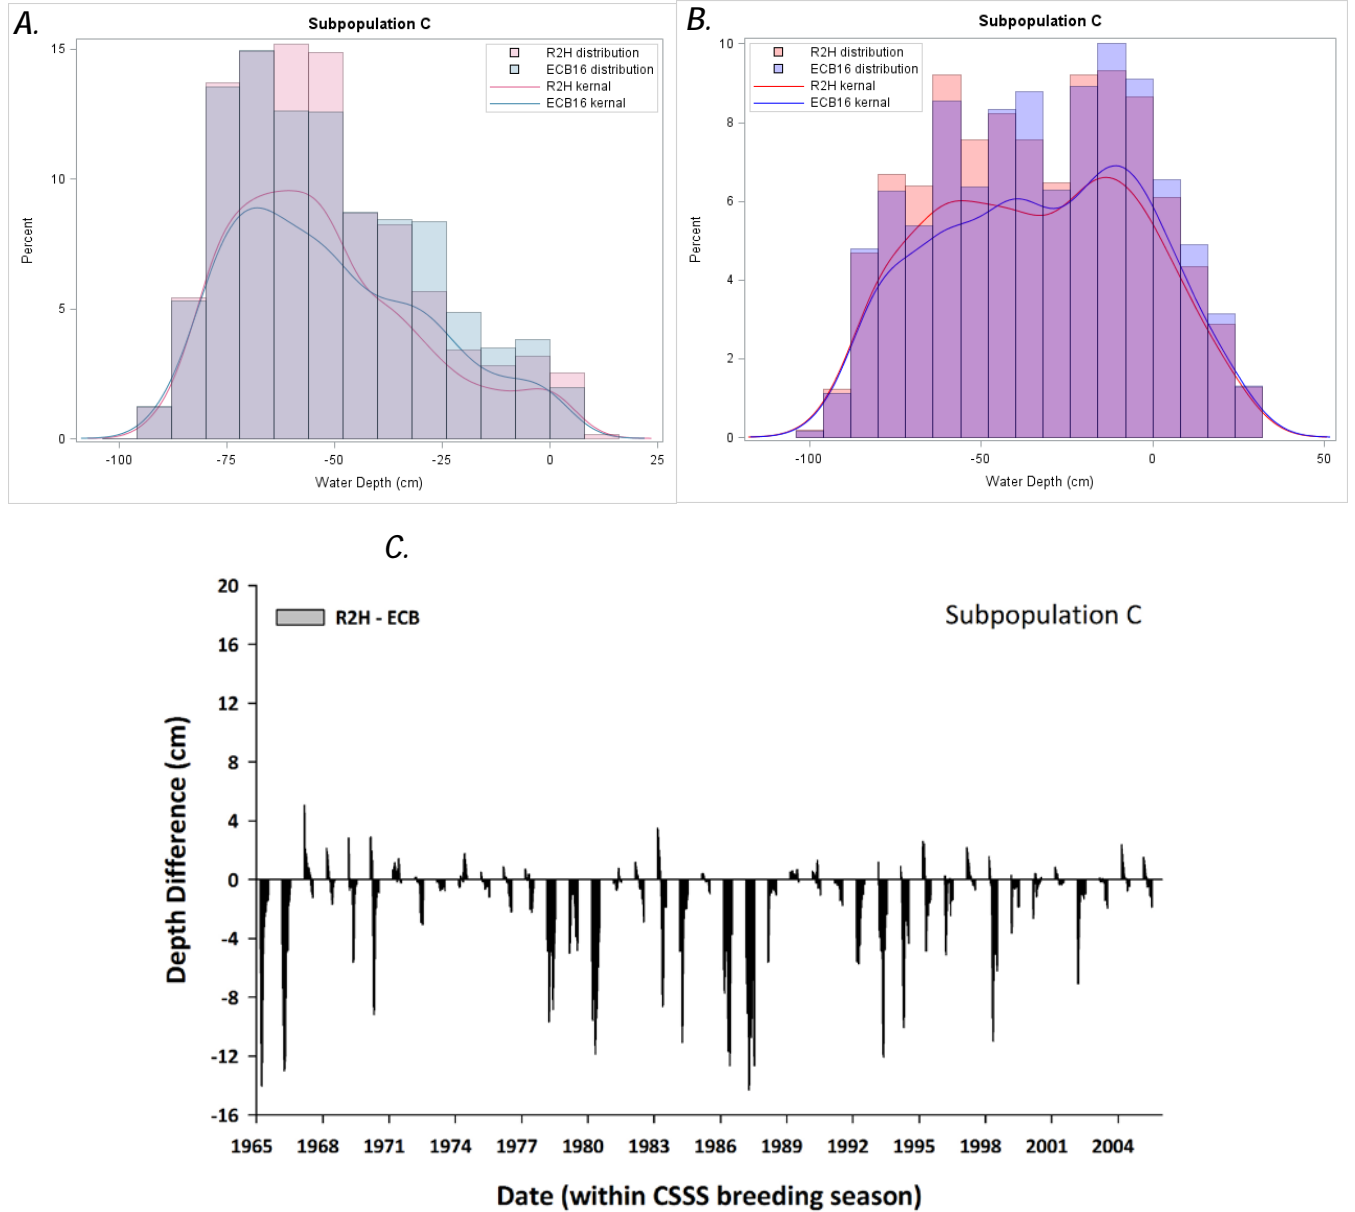 A.
Subpopulation C
R2H distribution
ECB16 distribution
R2H kernal
ECB16 kernal
15
10
5
0
Percent
-100 -75 -50 -25 0 25
Water Depth (cm)
B.
Subpopulation C
R2H distribution
ECB16 distribution
R2H kernal
ECB16 kernal
10
8
6
4
2
0
Percent
-100 -50 0 50
Water Depth (cm)
C.
R2H - ECB
Subpopulation C
20
16
12
8
4
0
-4
-8
-12
-16
Depth Difference (cm)
1965 1968 1971 1974 1977 1980 1983 1986 1989 1992 1995 1998 2001 2004
Date (within CSSS breeding season)